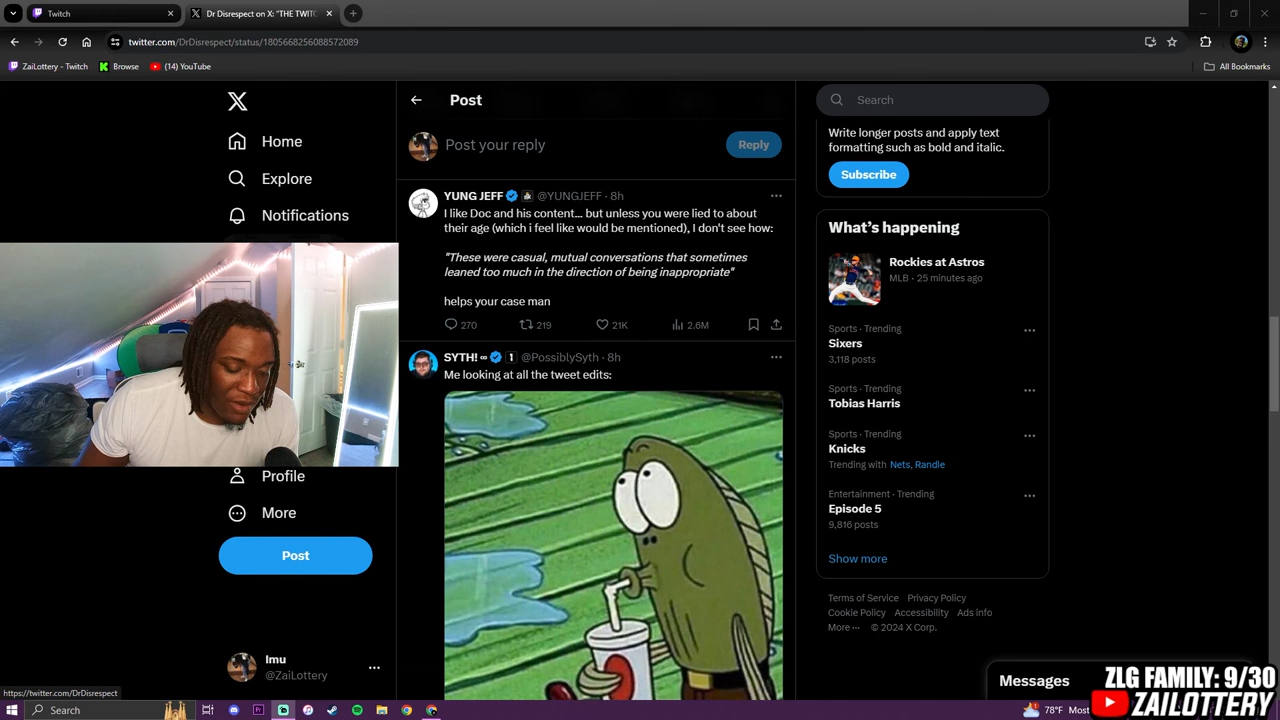 Twitch
Dr Disrespect on X: "THE TWITC
twitter.com/DrDisrespect/status/1805668256088572089
ZaiLottery - Twitch
Browse
(14) YouTube
All Bookmarks
Home
Explore
Notifications
Profile
More
Post
Imu
@ZaiLottery
https://twitter.com/DrDisrespect
Post
Post your reply
Reply
YUNG JEFF @YUNGJEFF · 8h
I like Doc and his content... but unless you were lied to about
their age (which i feel like would be mentioned), I don't see how:
"These were casual, mutual conversations that sometimes
leaned too much in the direction of being inappropriate"
helps your case man
270 219 21K 2.6M
SYTH! ∞ 1 @PossiblySyth · 8h
Me looking at all the tweet edits:
Search
Write longer posts and apply text
formatting such as bold and italic.
Subscribe
What's happening
Rockies at Astros
MLB · 25 minutes ago
Sports · Trending
Sixers
3,118 posts
Sports · Trending
Tobias Harris
Sports · Trending
Knicks
Trending with Nets, Randle
Entertainment · Trending
Episode 5
9,816 posts
Show more
Terms of Service Privacy Policy
Cookie Policy Accessibility Ads info
More ··· © 2024 X Corp.
Messages
ZLG FAMILY: 9/30
ZAILOTTERY
Search
78°F Most